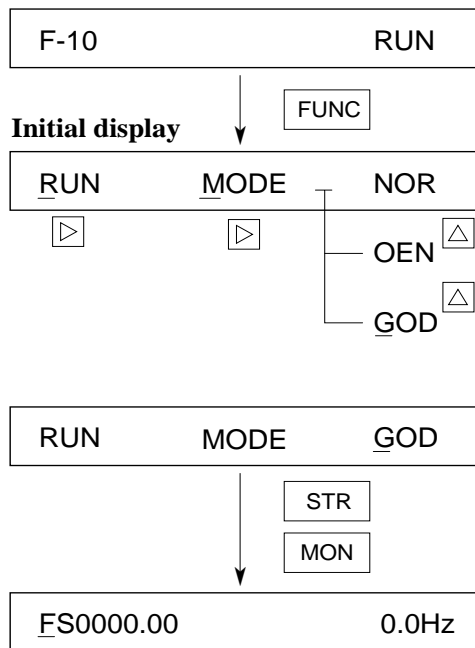 F-10 RUN
FUNC
Initial display
RUN MODE NOR
OEN
GOD
RUN MODE GOD
STR
MON
FS0000.00 0.0Hz